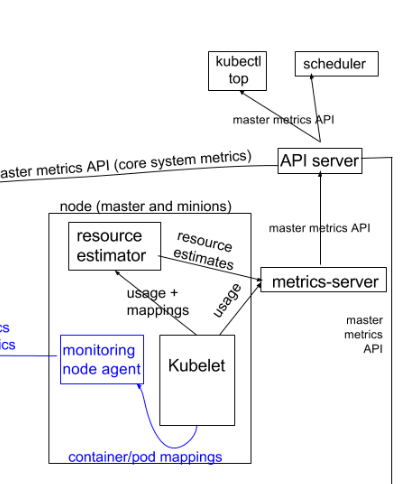 kubectl
top
scheduler
master metrics API
aster metrics API (core system metrics)
API server
node (master and minions)
master metrics API
resource
estimator
resource
estimates
metrics-server
usage +
mappings
usage
master
metrics
API
cs
ics
monitoring
node agent
Kubelet
container/pod mappings